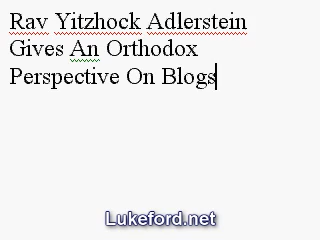 Rav Yitzhock Adlerstein
Gives An Orthodox
Perspective On Blogs
Lukeford.net